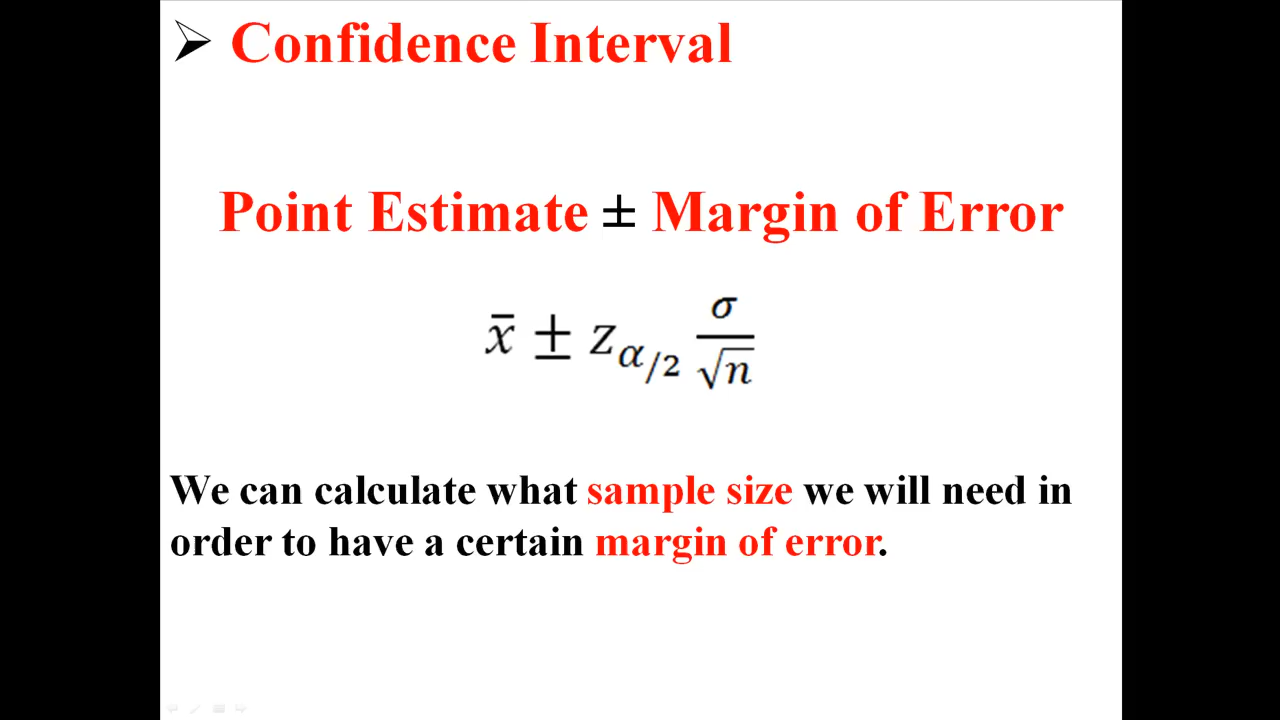 ➢ Confidence Interval
Point Estimate ± Margin of Error
x̄ ± z_{α/2} σ/√n
We can calculate what sample size we will need in
order to have a certain margin of error.